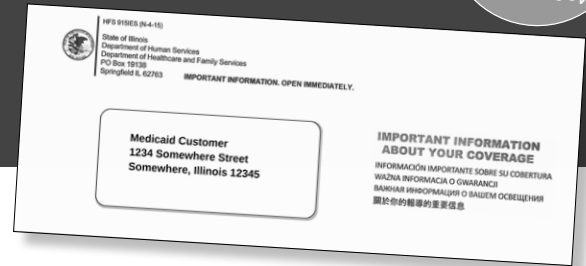 HFS 915IES (N-4-15)
State of Illinois
Department of Human Services
Department of Healthcare and Family Services
PO Box 19138
Springfield IL 62763
IMPORTANT INFORMATION. OPEN IMMEDIATELY.
Medicaid Customer
1234 Somewhere Street
Somewhere, Illinois 12345
IMPORTANT INFORMATION
ABOUT YOUR COVERAGE
INFORMACIÓN IMPORTANTE SOBRE SU COBERTURA
WAŻNA INFORMACJA O GWARANCJI
ВАЖНАЯ ИНФОРМАЦИЯ О ВАШЕМ ОСВЕЩЕНИЯ
關於你的報導的重要信息